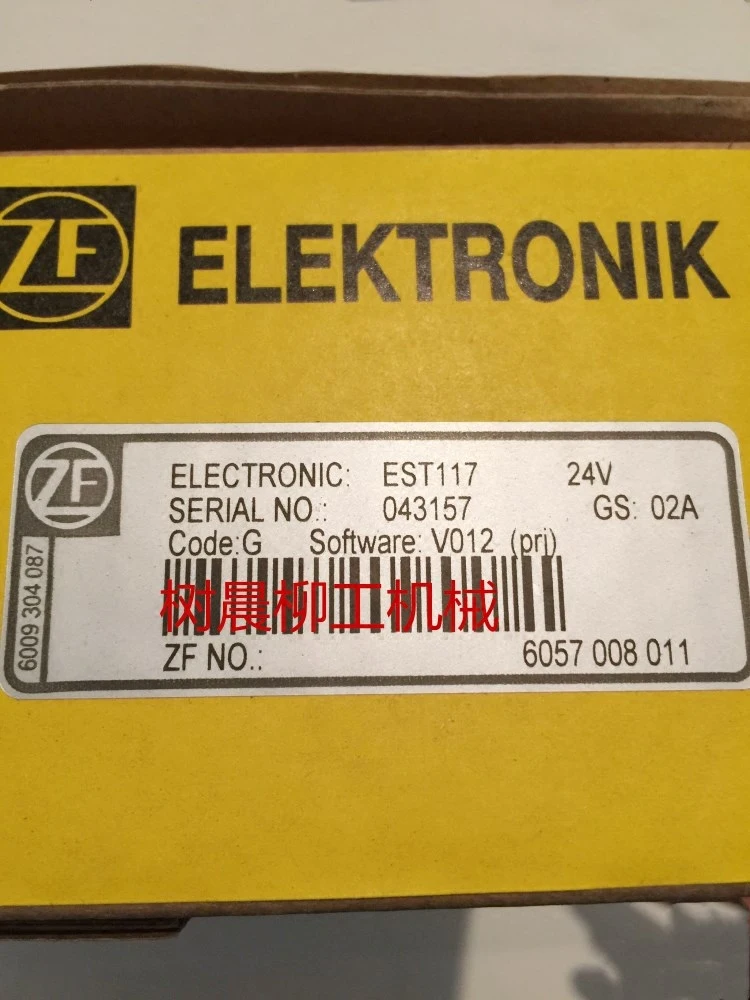 ZF ELEKTRONIK
ZF
ELECTRONIC: EST117 24V
SERIAL NO.: 043157 GS: 02A
Code:G Software: V012 (pri)
树晨柳工机械
ZF NO.: 6057 008 011
6009 304 087